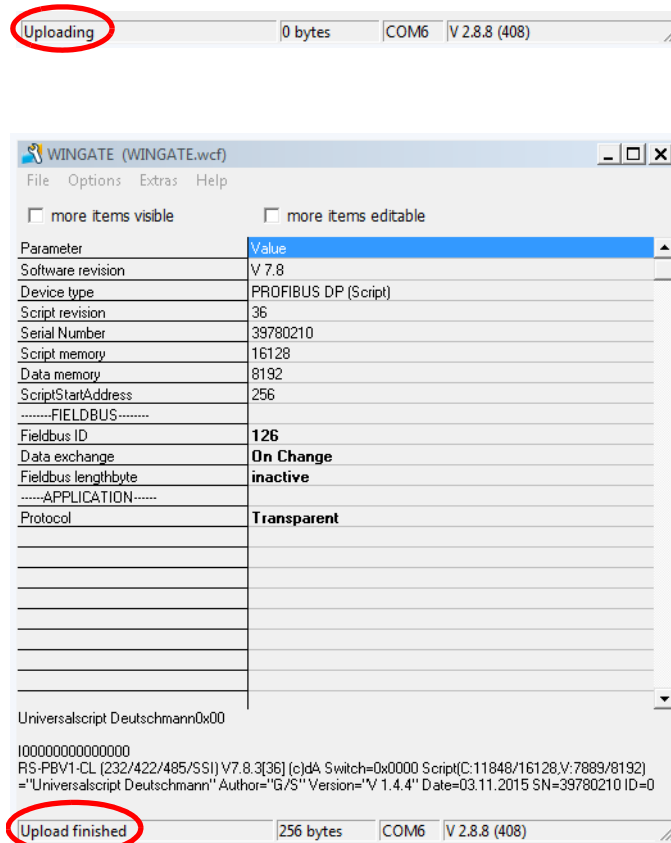 Uploading 0 bytes COM6 V 2.8.8 (408)
WINGATE (WINGATE.wcf)
File Options Extras Help
more items visible more items editable
Parameter Value
Software revision V 7.8
Device type PROFIBUS DP (Script)
Script revision 36
Serial Number 39780210
Script memory 16128
Data memory 8192
ScriptStartAddress 256
--------FIELDBUS--------
Fieldbus ID 126
Data exchange On Change
Fieldbus lengthbyte inactive
------APPLICATION------
Protocol Transparent
Universalscript Deutschmann0x00
I00000000000000
RS-PBV1-CL (232/422/485/SSI) V7.8.3[36] (c)dA Switch=0x0000 Script(C:11848/16128,V:7889/8192)
="Universalscript Deutschmann" Author="G/S" Version="V 1.4.4" Date=03.11.2015 SN=39780210 ID=0
Upload finished 256 bytes COM6 V 2.8.8 (408)